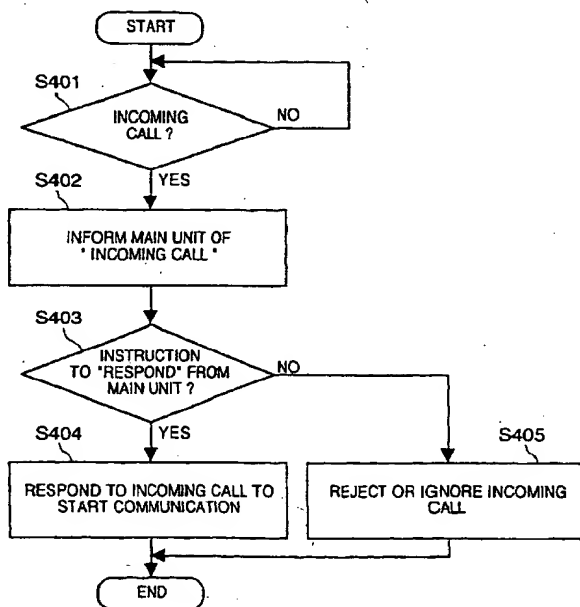 START
S401
INCOMING
CALL ?
NO
YES
S402
INFORM MAIN UNIT OF
" INCOMING CALL "
S403
INSTRUCTION
TO "RESPOND" FROM
MAIN UNIT ?
NO
YES
S404
RESPOND TO INCOMING CALL TO
START COMMUNICATION
S405
REJECT OR IGNORE INCOMING
CALL
END